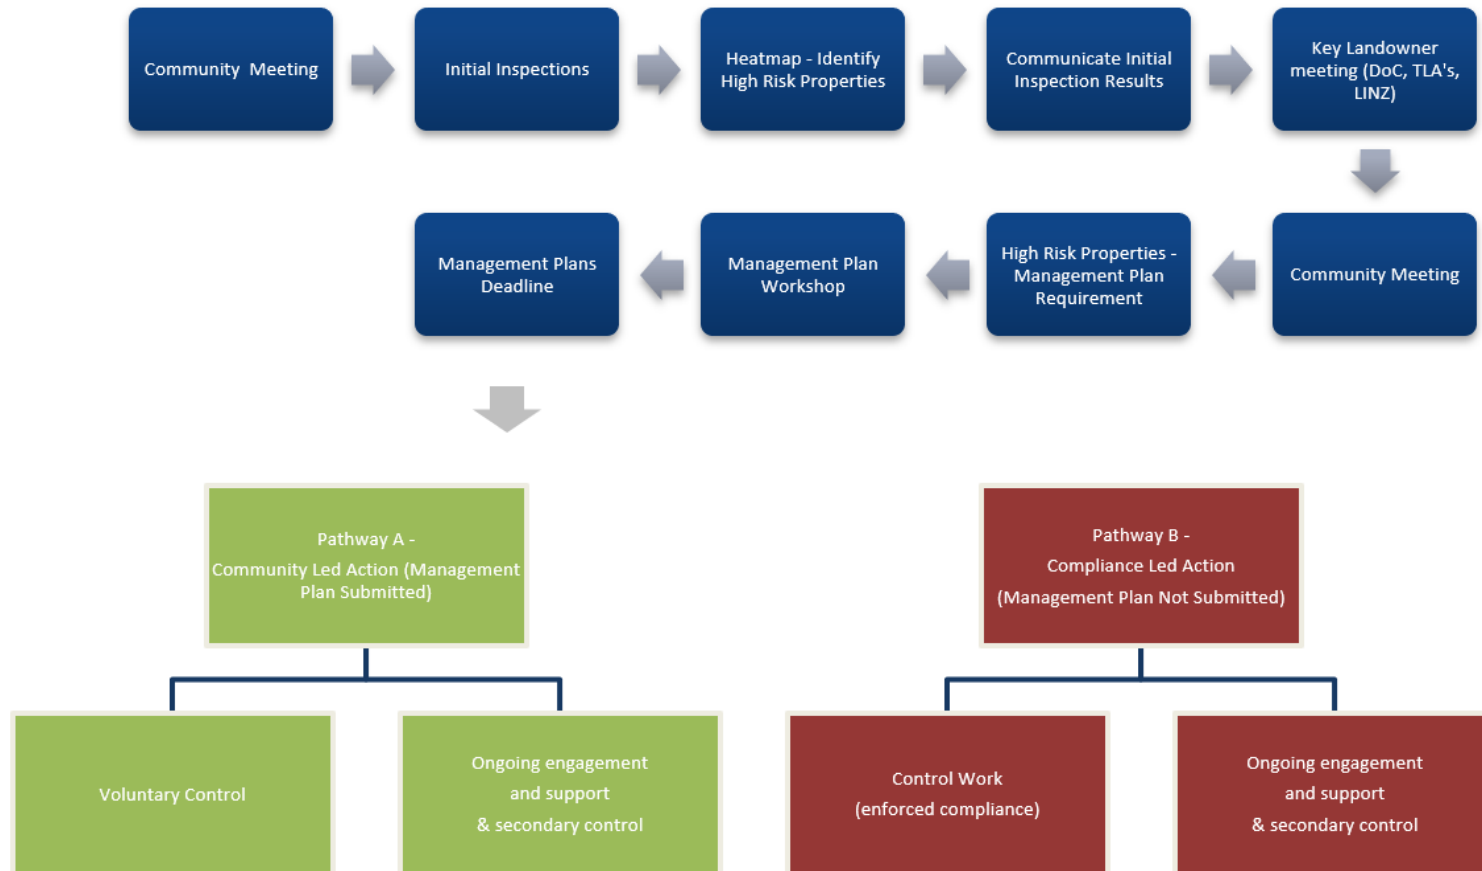 Community  Meeting
Initial Inspections
Heatmap - Identify
High Risk Properties
Communicate Initial
Inspection Results
Key Landowner
meeting (DoC, TLA's,
LINZ)
Management Plans
Deadline
Management Plan
Workshop
High Risk Properties -
Management Plan
Requirement
Community Meeting
Pathway A -
Community Led Action (Management
Plan Submitted)
Pathway B -
Compliance Led Action
(Management Plan Not Submitted)
Voluntary Control
Ongoing engagement
and support
& secondary control
Control Work
(enforced compliance)
Ongoing engagement
and support
& secondary control